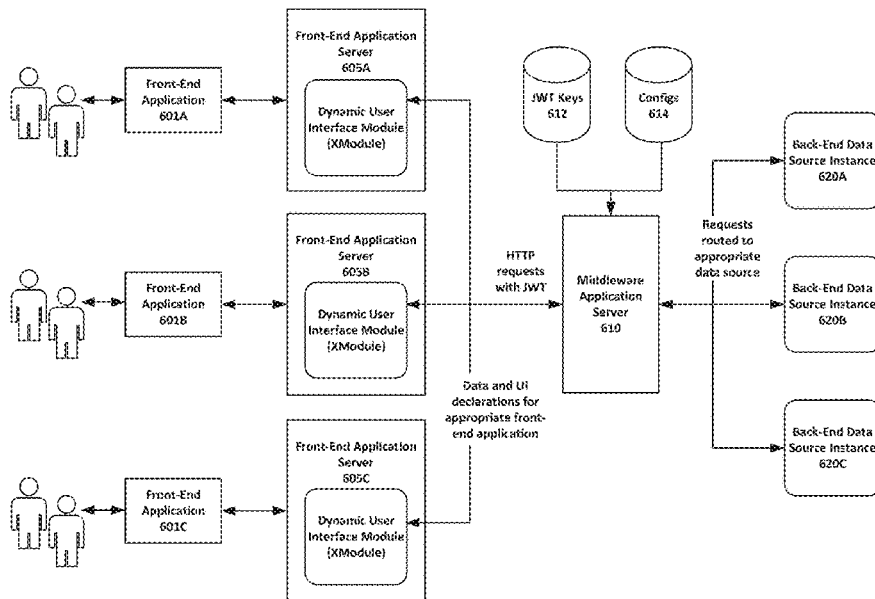 Front-End Application
Server
605A
Front-End
Application
601A
Dynamic User
Interface Module
(XModule)
JWT Keys
612
Configs
614
Back-End Data
Source Instance
620A
Front-End Application
Server
605B
Front-End
Application
601B
Dynamic User
Interface Module
(XModule)
HTTP
requests
with JWT
Middleware
Application
Server
610
Requests
routed to
appropriate
data source
Back-End Data
Source Instance
620B
Data and UI
declarations for
appropriate front-
end application
Front-End Application
Server
605C
Front-End
Application
601C
Dynamic User
Interface Module
(XModule)
Back-End Data
Source Instance
620C